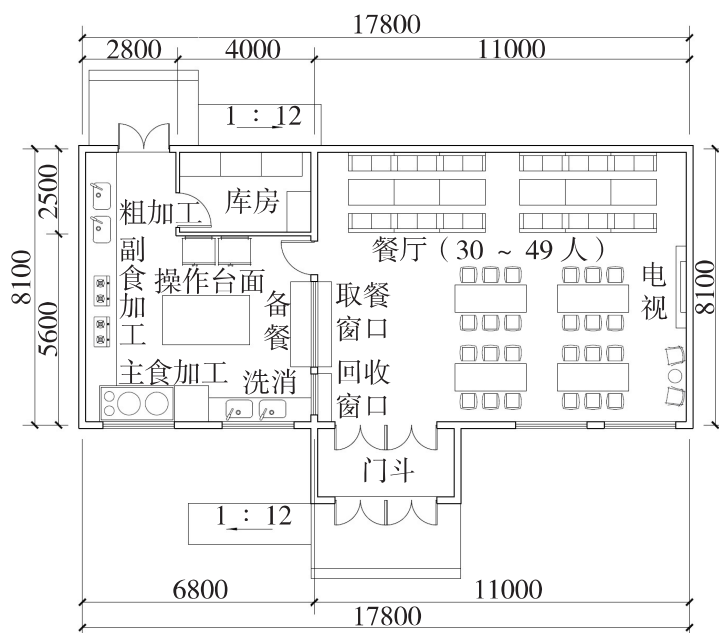 17800
2800
4000
11000
1 : 12
2500
5600
8100
粗加工
库房
副食加工
操作台面
备餐
取餐窗口
餐厅（30 ~ 49 人）
电视
8100
主食加工
洗消
回收窗口
门斗
1 : 12
6800
11000
17800